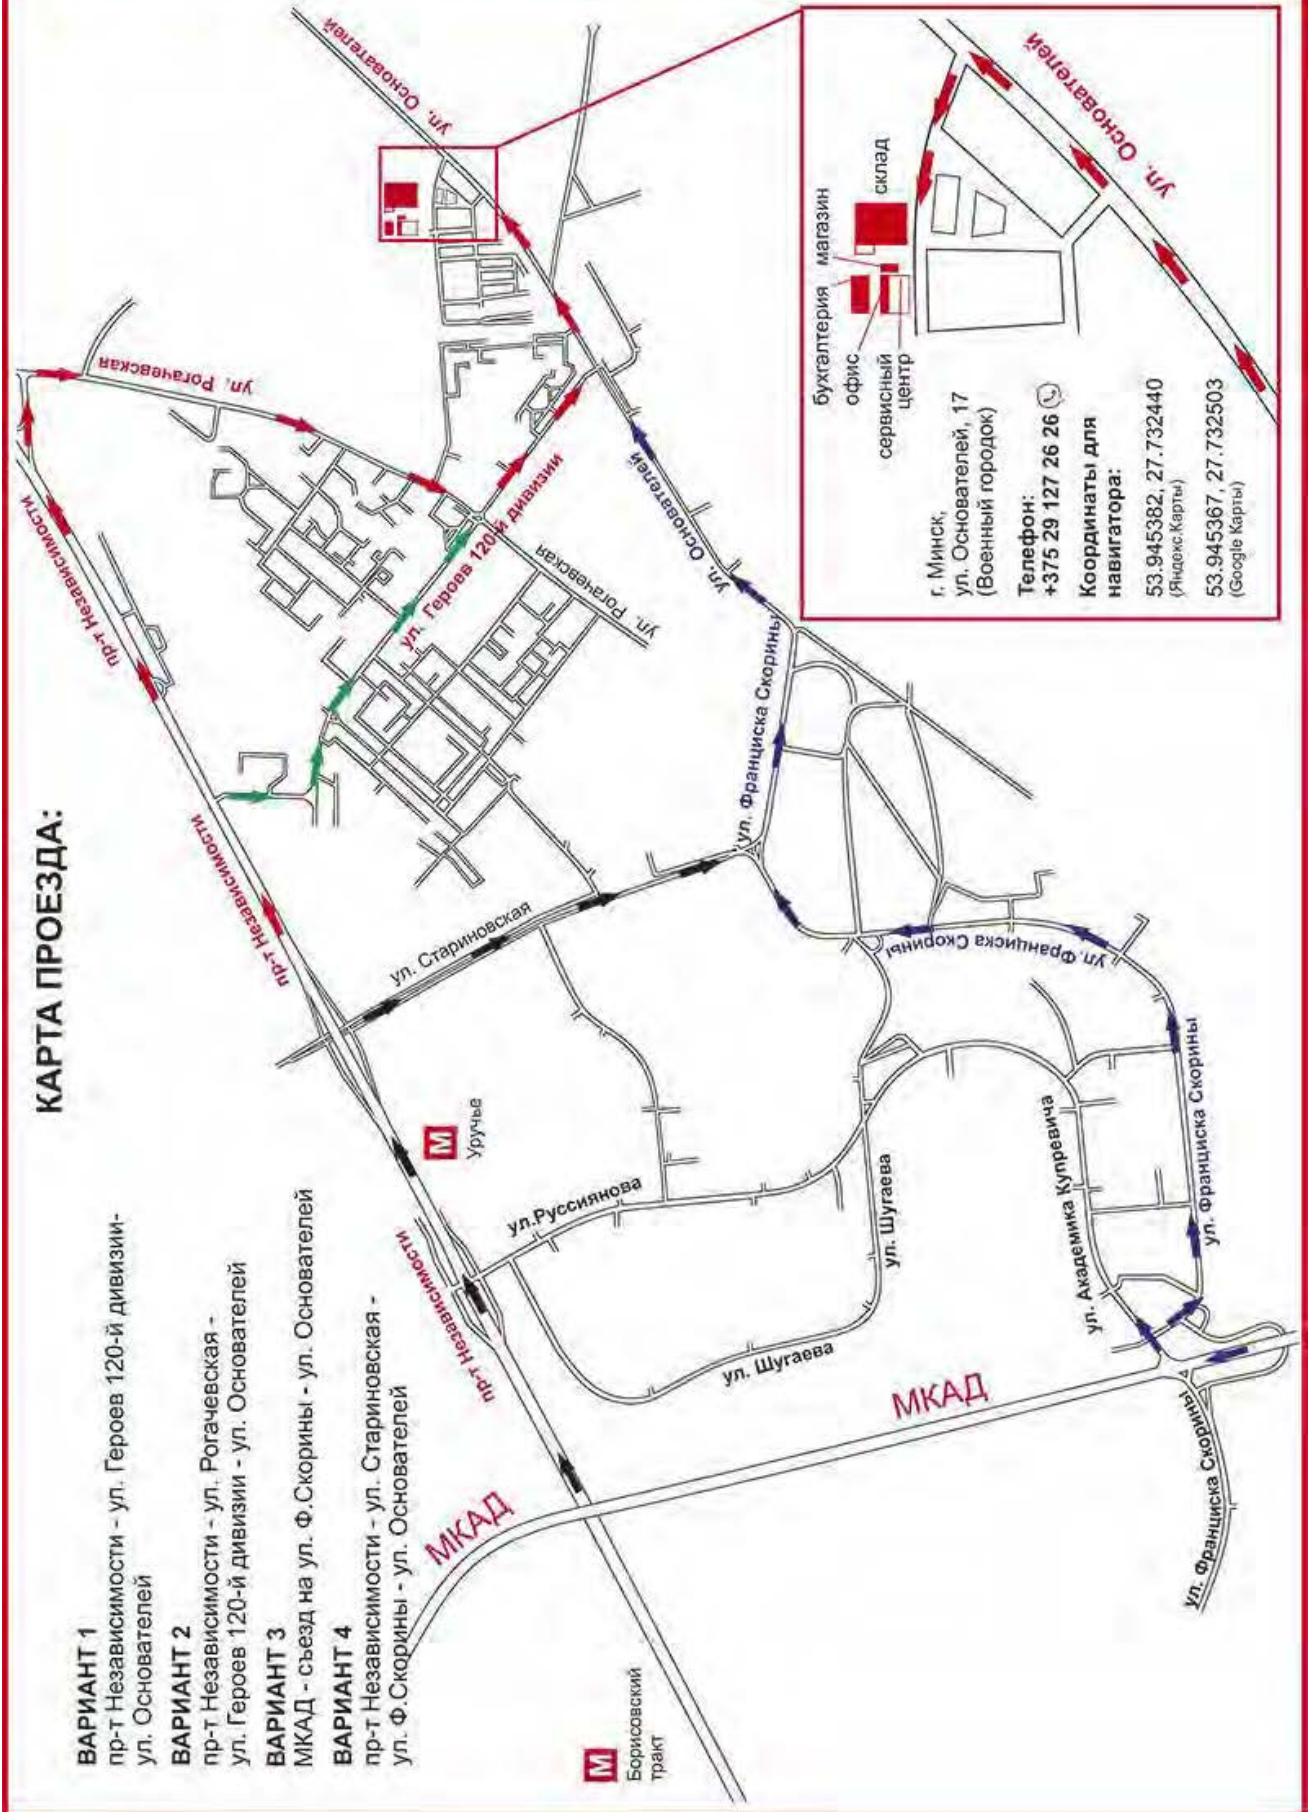 КАРТА ПРОЕЗДА:
ВАРИАНТ 1
пр-т Независимости - ул. Героев 120-й дивизии-
ул. Основателей
ВАРИАНТ 2
пр-т Независимости - ул. Рогачевская -
ул. Героев 120-й дивизии - ул. Основателей
ВАРИАНТ 3
МКАД - съезд на ул. Ф.Скорины - ул. Основателей
ВАРИАНТ 4
пр-т Независимости - ул. Стариновская -
ул. Ф.Скорины - ул. Основателей
М
Борисовский
тракт
МКАД
МКАД
пр-т Независимости
М
Уручье
пр-т Независимости
пр-т Независимости
ул. Рогачевская
ул. Основателей
ул. Героев 120-й дивизии
ул. Рогачевская
ул. Стариновская
ул.Руссиянова
ул. Шугаева
ул. Шугаева
ул. Академика Купревича
ул. Франциска Скорины
ул. Франциска Скорины
ул. Франциска Скорины
ул. Франциска Скорины
ул. Основателей
бухгалтерия
магазин
офис
склад
сервисный
центр
ул. Основателей
г. Минск,
ул. Основателей, 17
(Военный городок)
Телефон:
+375 29 127 26 26
Координаты для
навигатора:
53.945382, 27.732440
(Яндекс.Карты)
53.945367, 27.732503
(Google Карты)